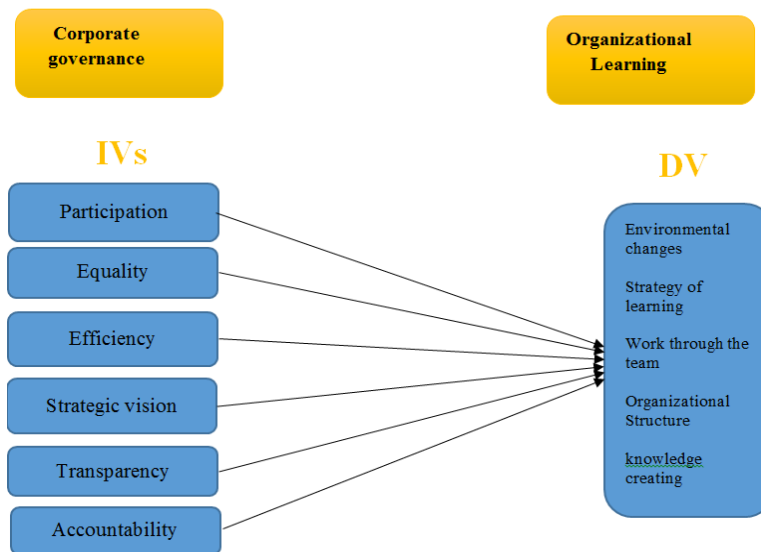 Corporate
governance
Organizational
Learning
IVs
DV
Participation
Equality
Efficiency
Strategic vision
Transparency
Accountability
Environmental
changes
Strategy of
learning
Work through the
team
Organizational
Structure
knowledge
creating